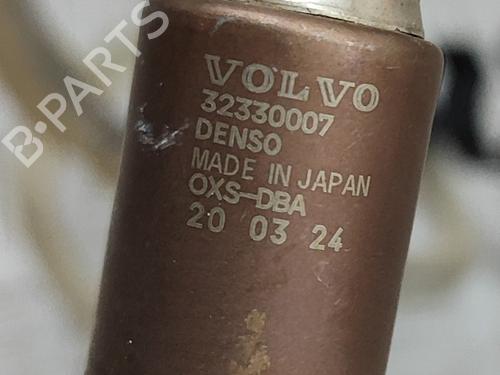 B-PARTS
VOLVO
32330007
DENSO
MADE IN JAPAN
OXS-DBA
20 03 24